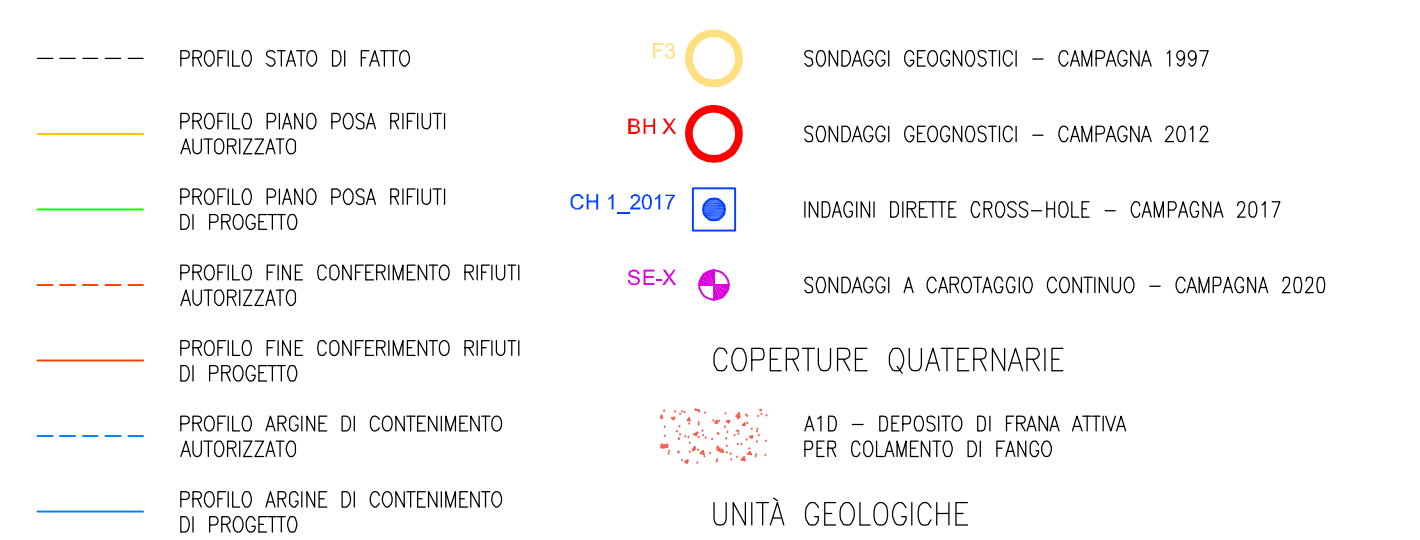 PROFILO STATO DI FATTO
PROFILO PIANO POSA RIFIUTI
AUTORIZZATO
PROFILO PIANO POSA RIFIUTI
DI PROGETTO
PROFILO FINE CONFERIMENTO RIFIUTI
AUTORIZZATO
PROFILO FINE CONFERIMENTO RIFIUTI
DI PROGETTO
PROFILO ARGINE DI CONTENIMENTO
AUTORIZZATO
PROFILO ARGINE DI CONTENIMENTO
DI PROGETTO
F3
SONDAGGI GEOGNOSTICI – CAMPAGNA 1997
BH X
SONDAGGI GEOGNOSTICI – CAMPAGNA 2012
CH 1_2017
INDAGINI DIRETTE CROSS–HOLE – CAMPAGNA 2017
SE-X
SONDAGGI A CAROTAGGIO CONTINUO – CAMPAGNA 2020
COPERTURE QUATERNARIE
A1D – DEPOSITO DI FRANA ATTIVA
PER COLAMENTO DI FANGO
UNITÀ GEOLOGICHE